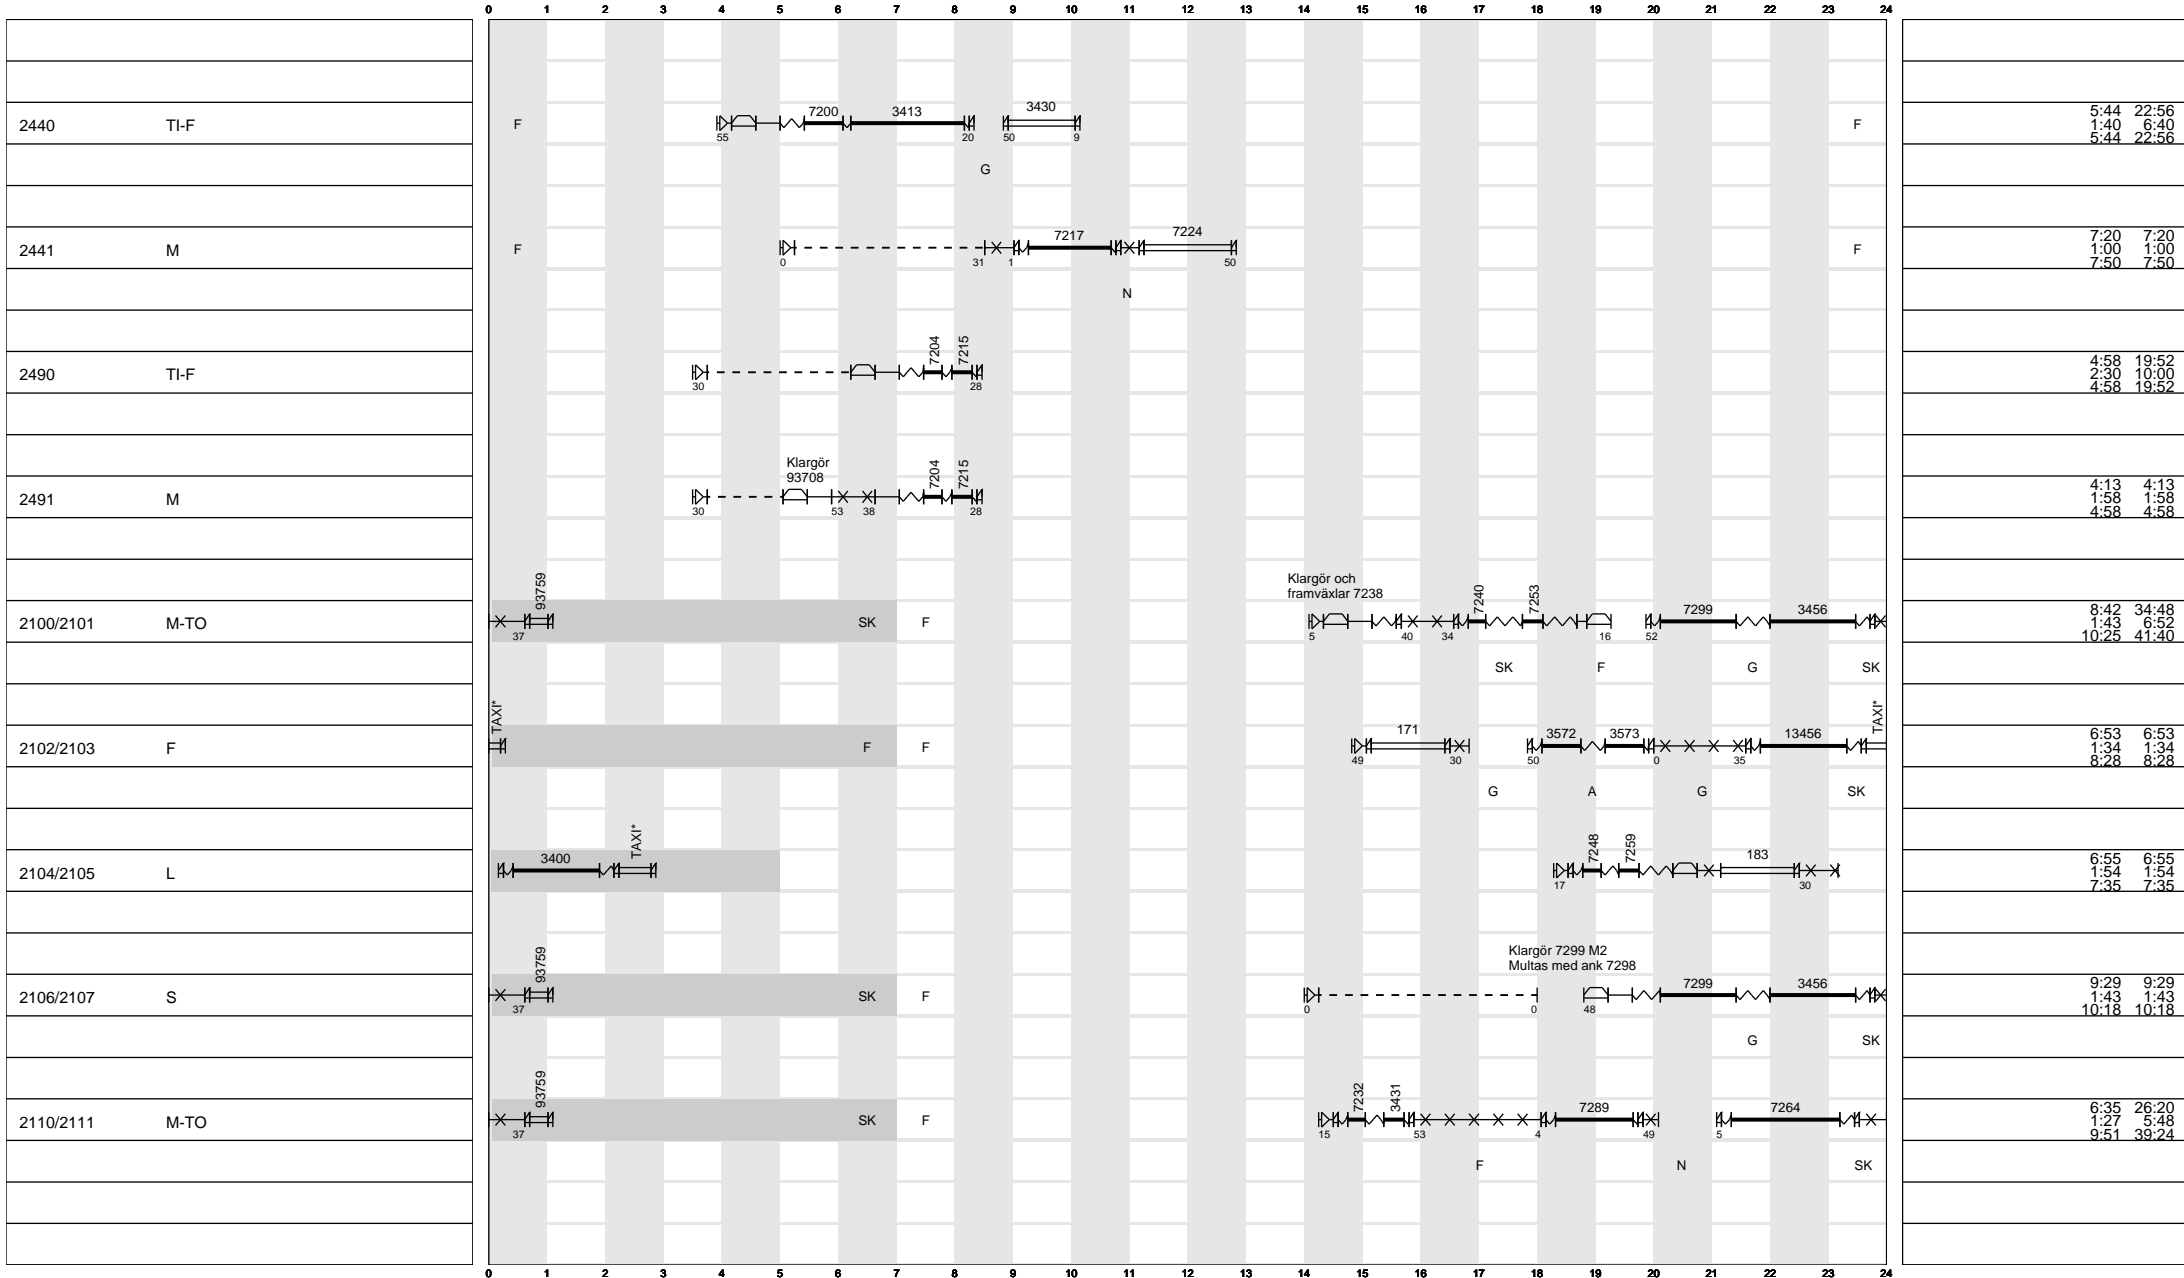 0 1 2 3 4 5 6 7 8 9 10 11 12 13 14 15 16 17 18 19 20 21 22 23 24
7200 3413 3430
2440 TI-F F F 5:44 22:56
55 20 50 9 1:40 6:40
5:44 22:56
G
7217 7224
2441 M F F 7:20 7:20
0 31 1 50 1:00 1:00
7:50 7:50
N
7204 7215
2490 TI-F 4:58 19:52
30 28 2:30 10:00
4:58 19:52
Klargör
93708 7204 7215
2491 M 4:13 4:13
30 53 38 28 1:58 1:58
4:58 4:58
Klargör och
framväxlar 7238
93759 7240 7253 7299 3456
2100/2101 M-TO SK F 8:42 34:48
37 5 40 34 16 52 1:43 6:52
10:25 41:40
SK F G SK
TAXI* 171 3572 3573 13456 TAXI*
2102/2103 F F F 6:53 6:53
49 30 50 0 35 1:34 1:34
8:28 8:28
G A G SK
3400 TAXI* 7248 7259 183
2104/2105 L 6:55 6:55
17 30 1:54 1:54
7:35 7:35
Klargör 7299 M2
Multas med ank 7298
93759 7299 3456
2106/2107 S SK F 9:29 9:29
37 0 0 48 1:43 1:43
10:18 10:18
G SK
93759 7232 3431 7289 7264
2110/2111 M-TO SK F 6:35 26:20
37 15 53 4 49 5 1:27 5:48
9:51 39:24
F N SK
0 1 2 3 4 5 6 7 8 9 10 11 12 13 14 15 16 17 18 19 20 21 22 23 24